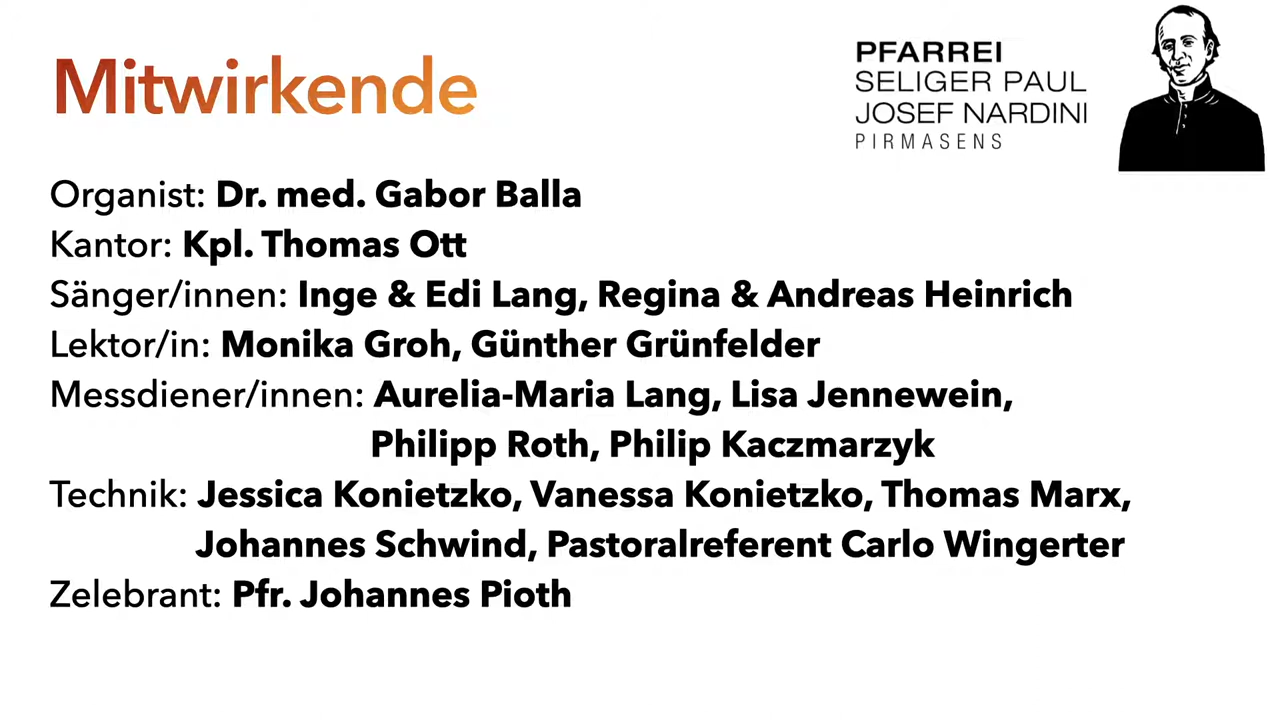 Mitwirkende
PFARREI
SELIGER PAUL
JOSEF NARDINI
PIRMASENS
Organist: Dr. med. Gabor Balla
Kantor: Kpl. Thomas Ott
Sänger/innen: Inge & Edi Lang, Regina & Andreas Heinrich
Lektor/in: Monika Groh, Günther Grünfelder
Messdiener/innen: Aurelia-Maria Lang, Lisa Jennewein,
Philipp Roth, Philip Kaczmarzyk
Technik: Jessica Konietzko, Vanessa Konietzko, Thomas Marx,
Johannes Schwind, Pastoralreferent Carlo Wingerter
Zelebrant: Pfr. Johannes Pioth